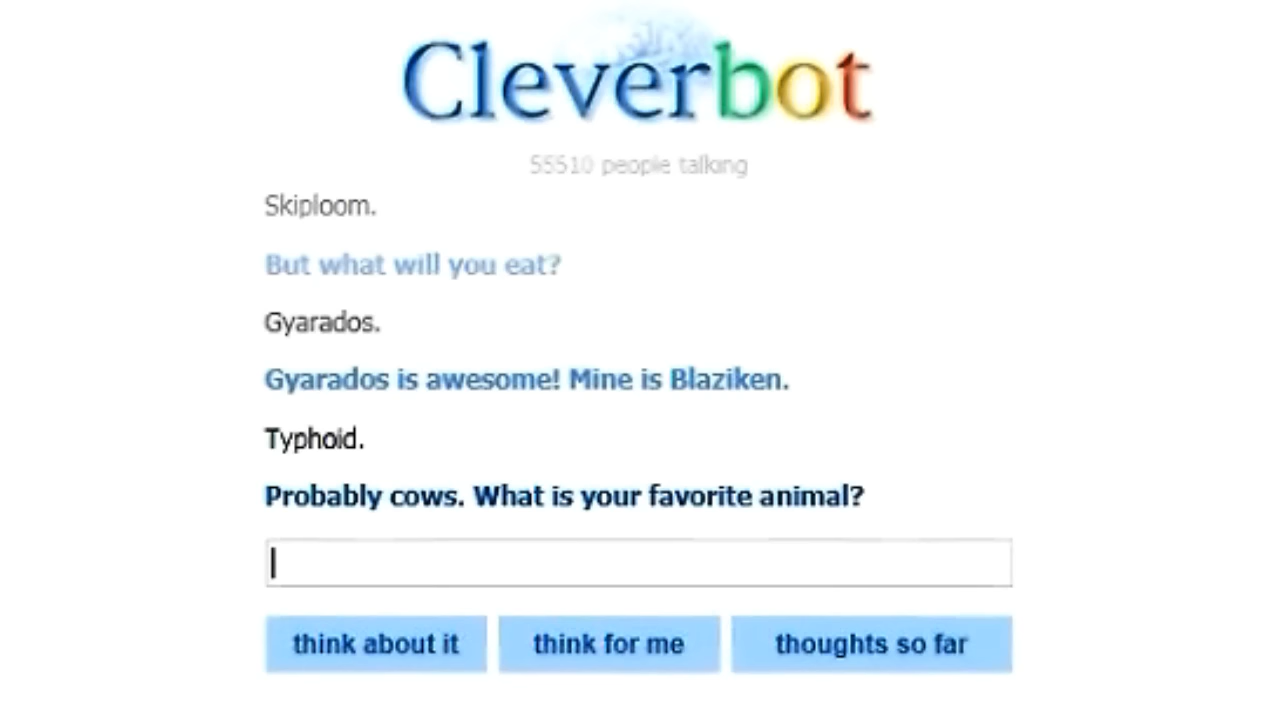 Cleverbot
55510 people talking
Skiploom.
But what will you eat?
Gyarados.
Gyarados is awesome! Mine is Blaziken.
Typhoid.
Probably cows. What is your favorite animal?
think about it think for me thoughts so far